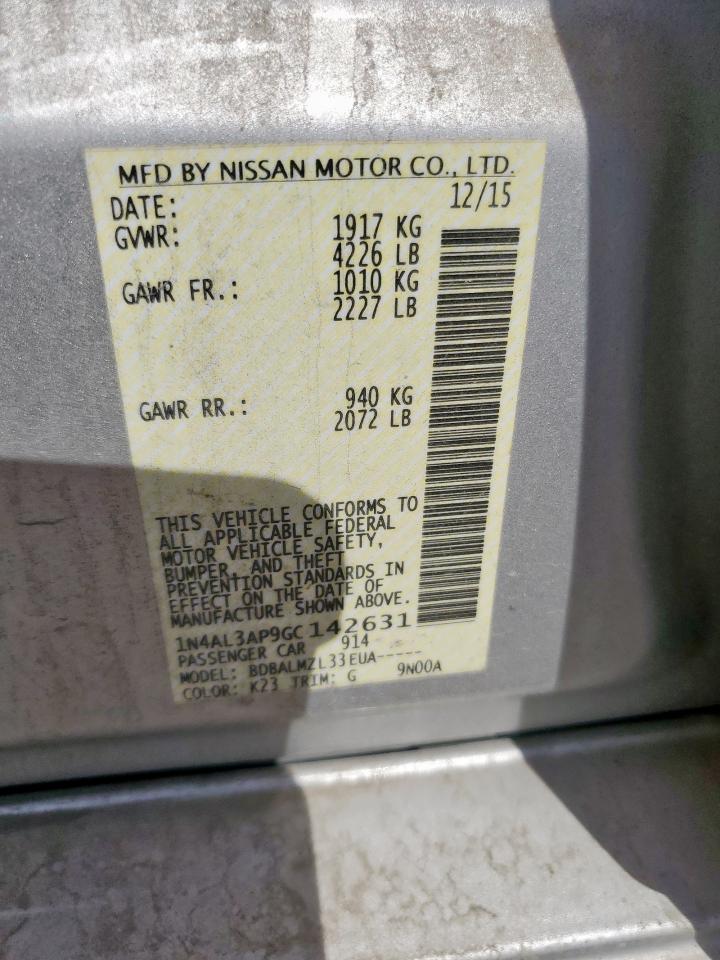 MFD BY NISSAN MOTOR CO., LTD.
DATE: 12/15
GVWR: 1917 KG
4226 LB
GAWR FR.: 1010 KG
2227 LB
GAWR RR.: 940 KG
2072 LB
THIS VEHICLE CONFORMS TO
ALL APPLICABLE FEDERAL
MOTOR VEHICLE SAFETY,
BUMPER, AND THEFT
PREVENTION STANDARDS IN
EFFECT ON THE DATE OF
MANUFACTURE SHOWN ABOVE.
1N4AL3AP9GC142631
PASSENGER CAR 914
MODEL: BDBALMZL33EUA-----
COLOR: K23 TRIM: G 9N00A